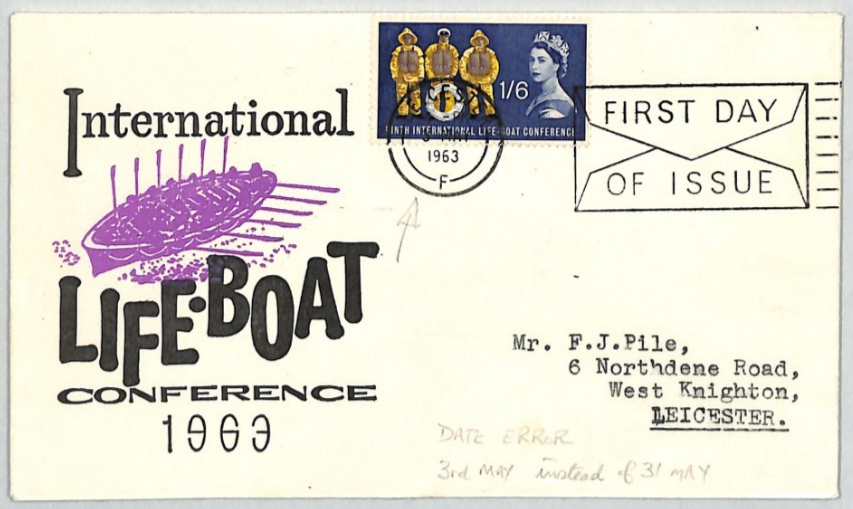 International
LIFE-BOAT
CONFERENCE
1963
1/6
NINTH INTERNATIONAL LIFE-BOAT CONFERENCE
1963
F
FIRST DAY
OF ISSUE
Mr. F.J.Pile,
6 Northdene Road,
West Knighton,
LEICESTER.
DATE ERROR
3rd MAY instead of 31 MAY